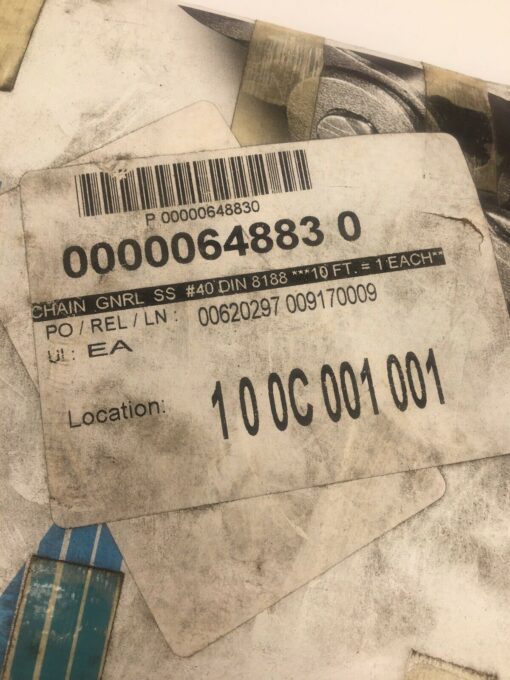 P 00000648830
0000064883 0
CHAIN GNRL SS #40 DIN 8188 ***10 FT. = 1 EACH**
PO / REL / LN : 00620297 009170009
UI : EA
Location: 1 0 0C 001 001